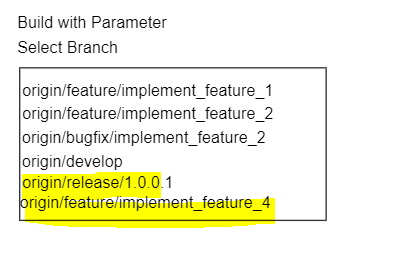 Build with Parameter
Select Branch
origin/feature/implement_feature_1
origin/feature/implement_feature_2
origin/bugfix/implement_feature_2
origin/develop
origin/release/1.0.0.1
origin/feature/implement_feature_4